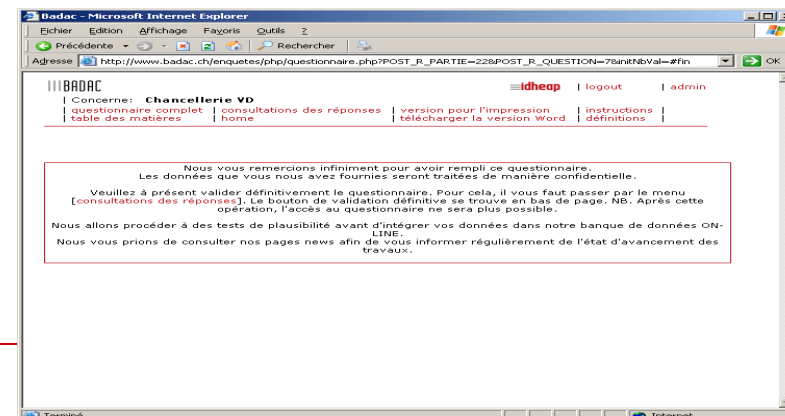 Badac - Microsoft Internet Explorer
Fichier Edition Affichage Favoris Outils ?
Précédente Rechercher
Adresse http://www.badac.ch/enquetes/php/questionnaire.php?POST_R_PARTIE=22&POST_R_QUESTION=7&initNbVal=#fin OK
BADAC idheap | logout | admin
| Concerne: Chancellerie VD
| questionnaire complet | consultations des réponses | version pour l'impression | instructions |
| table des matières | home | télécharger la version Word | définitions |
Nous vous remercions infiniment pour avoir rempli ce questionnaire.
Les données que vous nous avez fournies seront traitées de manière confidentielle.
Veuillez à présent valider définitivement le questionnaire. Pour cela, il vous faut passer par le menu
[consultations des réponses]. Le bouton de validation définitive se trouve en bas de page. NB. Après cette
opération, l'accès au questionnaire ne sera plus possible.
Nous allons procéder à des tests de plausibilité avant d'intégrer vos données dans notre banque de données ON-
LINE.
Nous vous prions de consulter nos pages news afin de vous informer régulièrement de l'état d'avancement des
travaux.
Terminé Internet